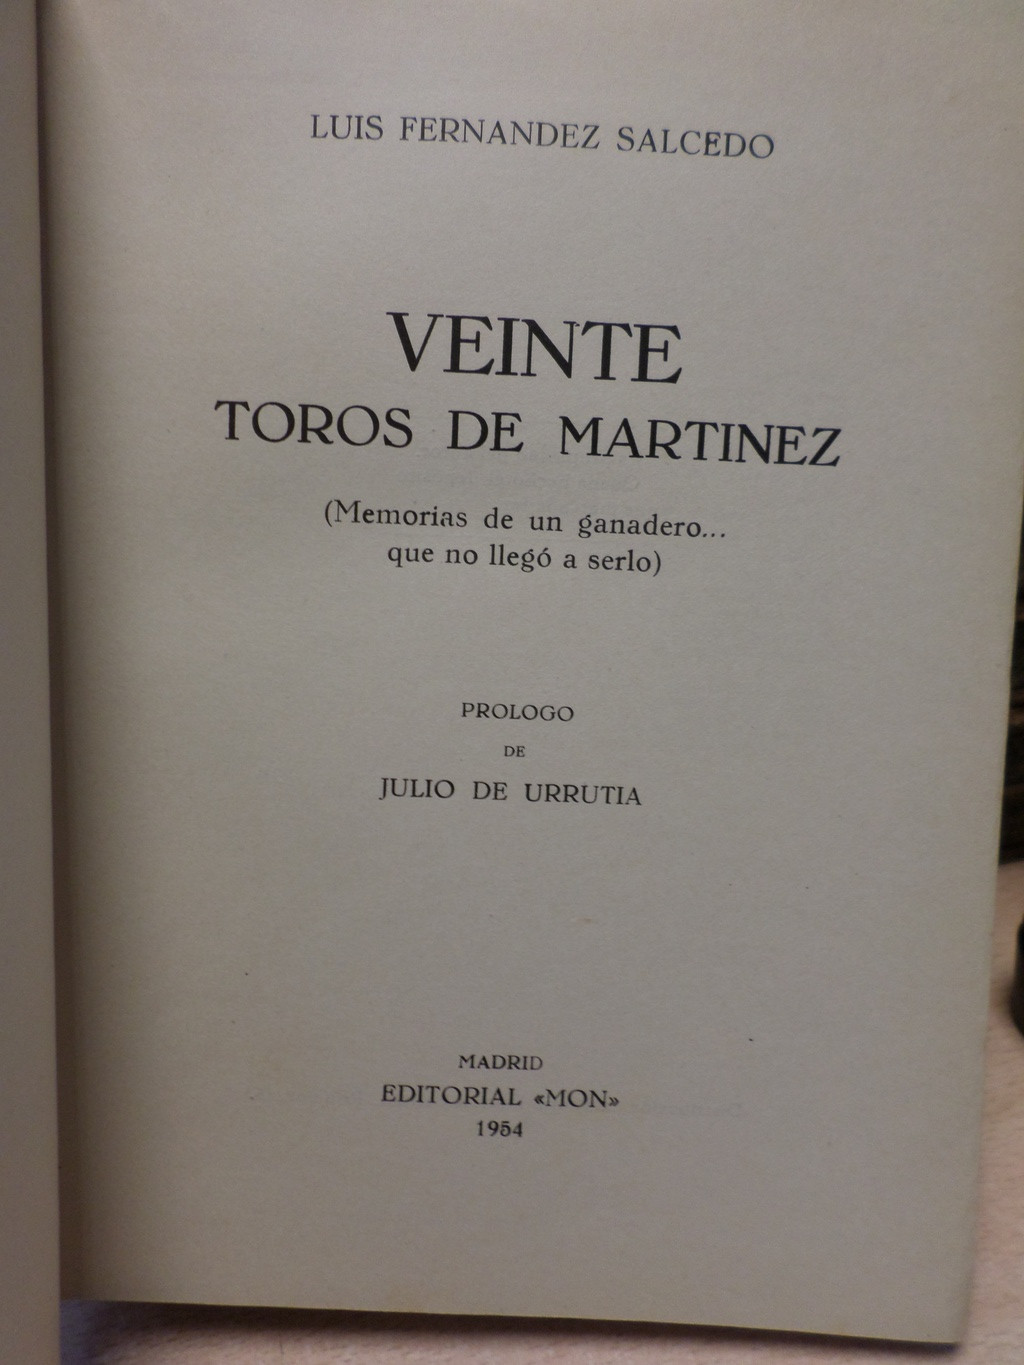 LUIS FERNANDEZ SALCEDO
VEINTE
TOROS DE MARTINEZ
(Memorias de un ganadero...
que no llegó a serlo)
PROLOGO
DE
JULIO DE URRUTIA
MADRID
EDITORIAL «MON»
1954